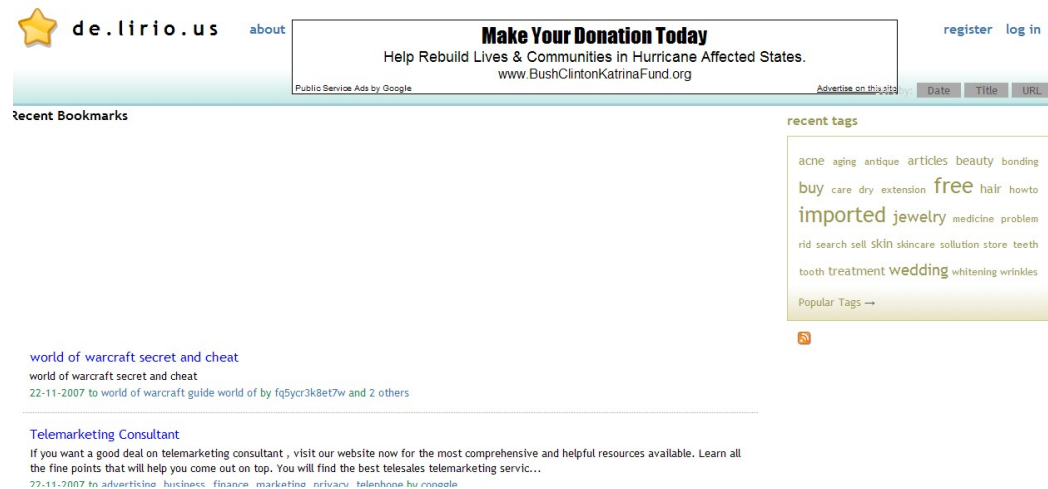 de.lirio.us
about
Make Your Donation Today
Help Rebuild Lives & Communities in Hurricane Affected States.
www.BushClintonKatrinaFund.org
Public Service Ads by Google
Advertise on this site
register log in
by: Date Title URL
Recent Bookmarks
recent tags
acne aging antique articles beauty bonding
buy care dry extension free hair howto
imported jewelry medicine problem
rid search sell skin skincare sollution store teeth
tooth treatment wedding whitening wrinkles
Popular Tags →
world of warcraft secret and cheat
world of warcraft secret and cheat
22-11-2007 to world of warcraft guide world of by fq5ycr3k8et7w and 2 others
Telemarketing Consultant
If you want a good deal on telemarketing consultant , visit our website now for the most comprehensive and helpful resources available. Learn all
the fine points that will help you come out on top. You will find the best telesales telemarketing servic...
22-11-2007 to advertising business finance marketing privacy telephone by conggle